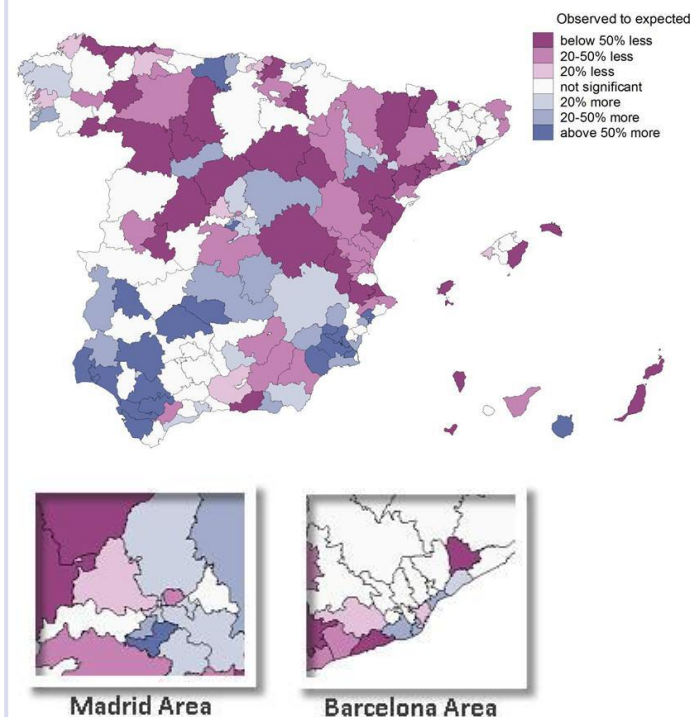 Observed to expected
below 50% less
20-50% less
20% less
not significant
20% more
20-50% more
above 50% more
Madrid Area
Barcelona Area